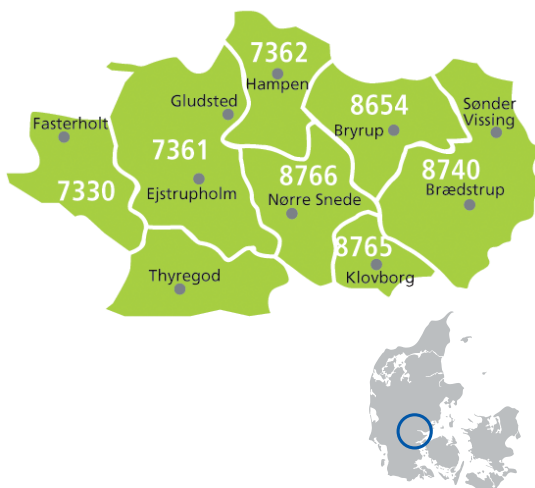 7362
Hampen
Gludsted
8654
Bryrup
Sønder
Vissing
Fasterholt
7361
Ejstrupholm
7330
8766
Nørre Snede
8740
Brædstrup
8765
Klovborg
Thyregod